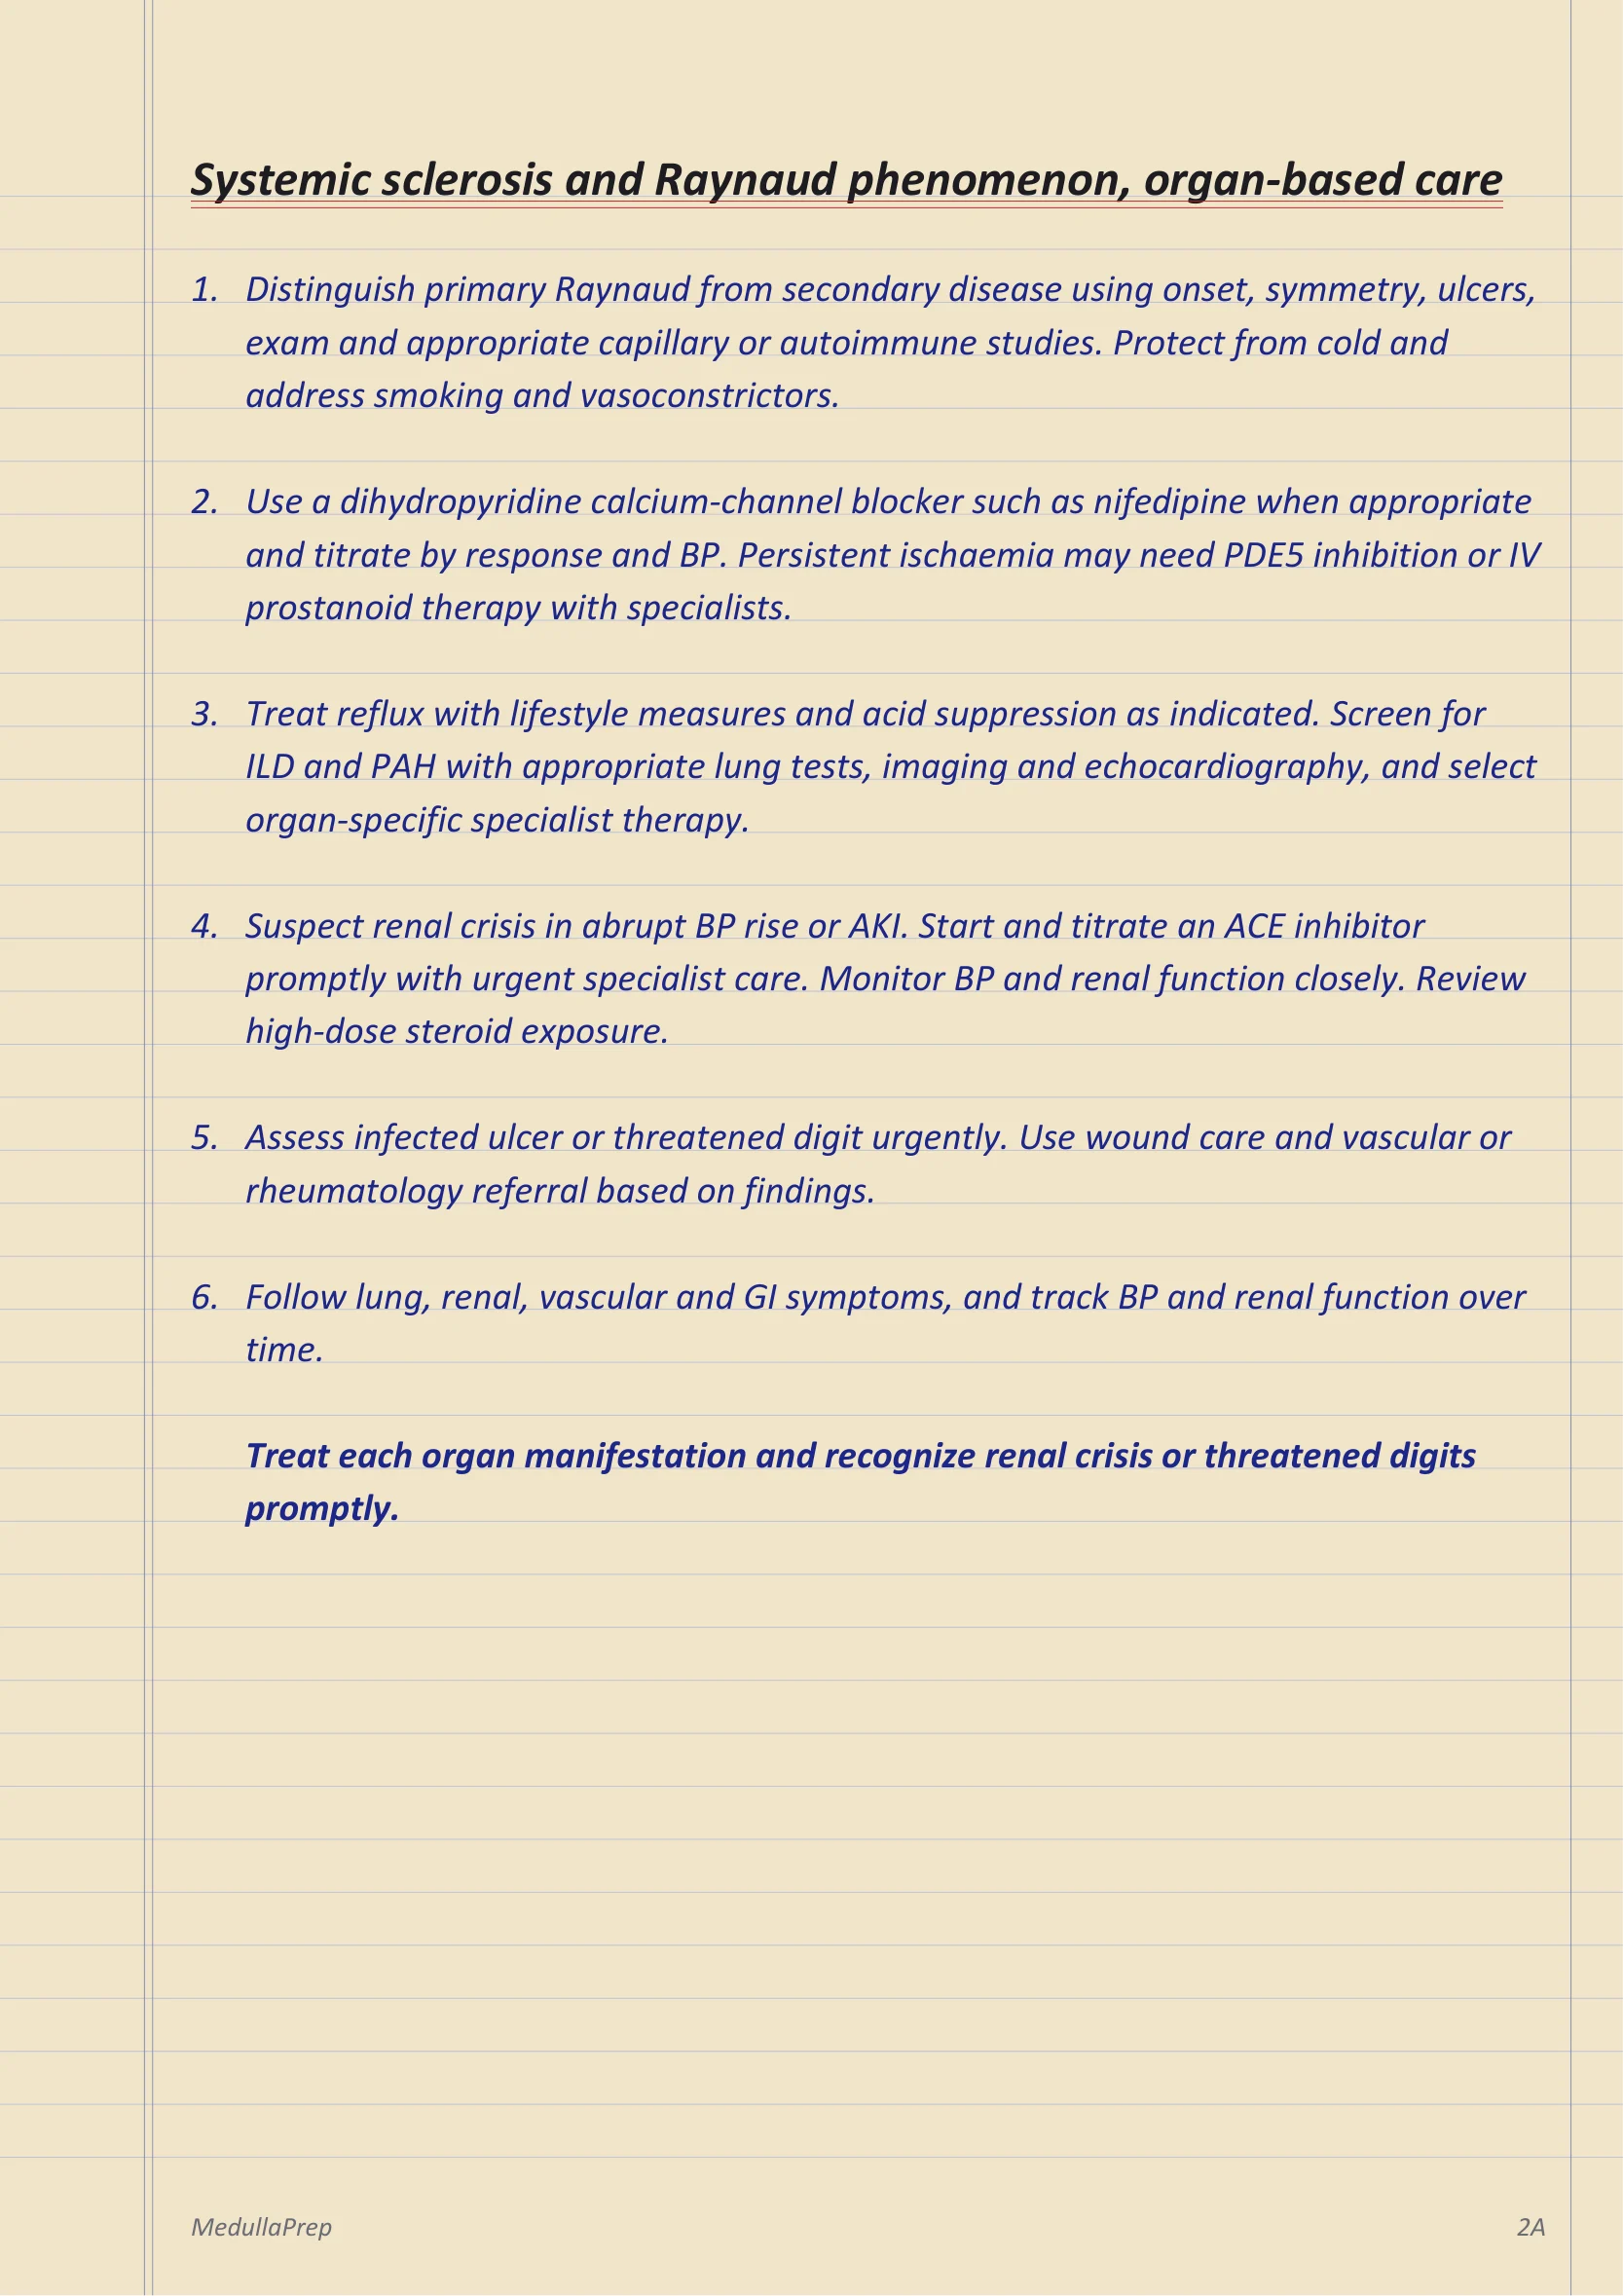 Systemic sclerosis and Raynaud phenomenon, organ-based care
1. Distinguish primary Raynaud from secondary disease using onset, symmetry, ulcers,
exam and appropriate capillary or autoimmune studies. Protect from cold and
address smoking and vasoconstrictors.
2. Use a dihydropyridine calcium-channel blocker such as nifedipine when appropriate
and titrate by response and BP. Persistent ischaemia may need PDE5 inhibition or IV
prostanoid therapy with specialists.
3. Treat reflux with lifestyle measures and acid suppression as indicated. Screen for
ILD and PAH with appropriate lung tests, imaging and echocardiography, and select
organ-specific specialist therapy.
4. Suspect renal crisis in abrupt BP rise or AKI. Start and titrate an ACE inhibitor
promptly with urgent specialist care. Monitor BP and renal function closely. Review
high-dose steroid exposure.
5. Assess infected ulcer or threatened digit urgently. Use wound care and vascular or
rheumatology referral based on findings.
6. Follow lung, renal, vascular and GI symptoms, and track BP and renal function over
time.
Treat each organ manifestation and recognize renal crisis or threatened digits
promptly.
MedullaPrep
2A